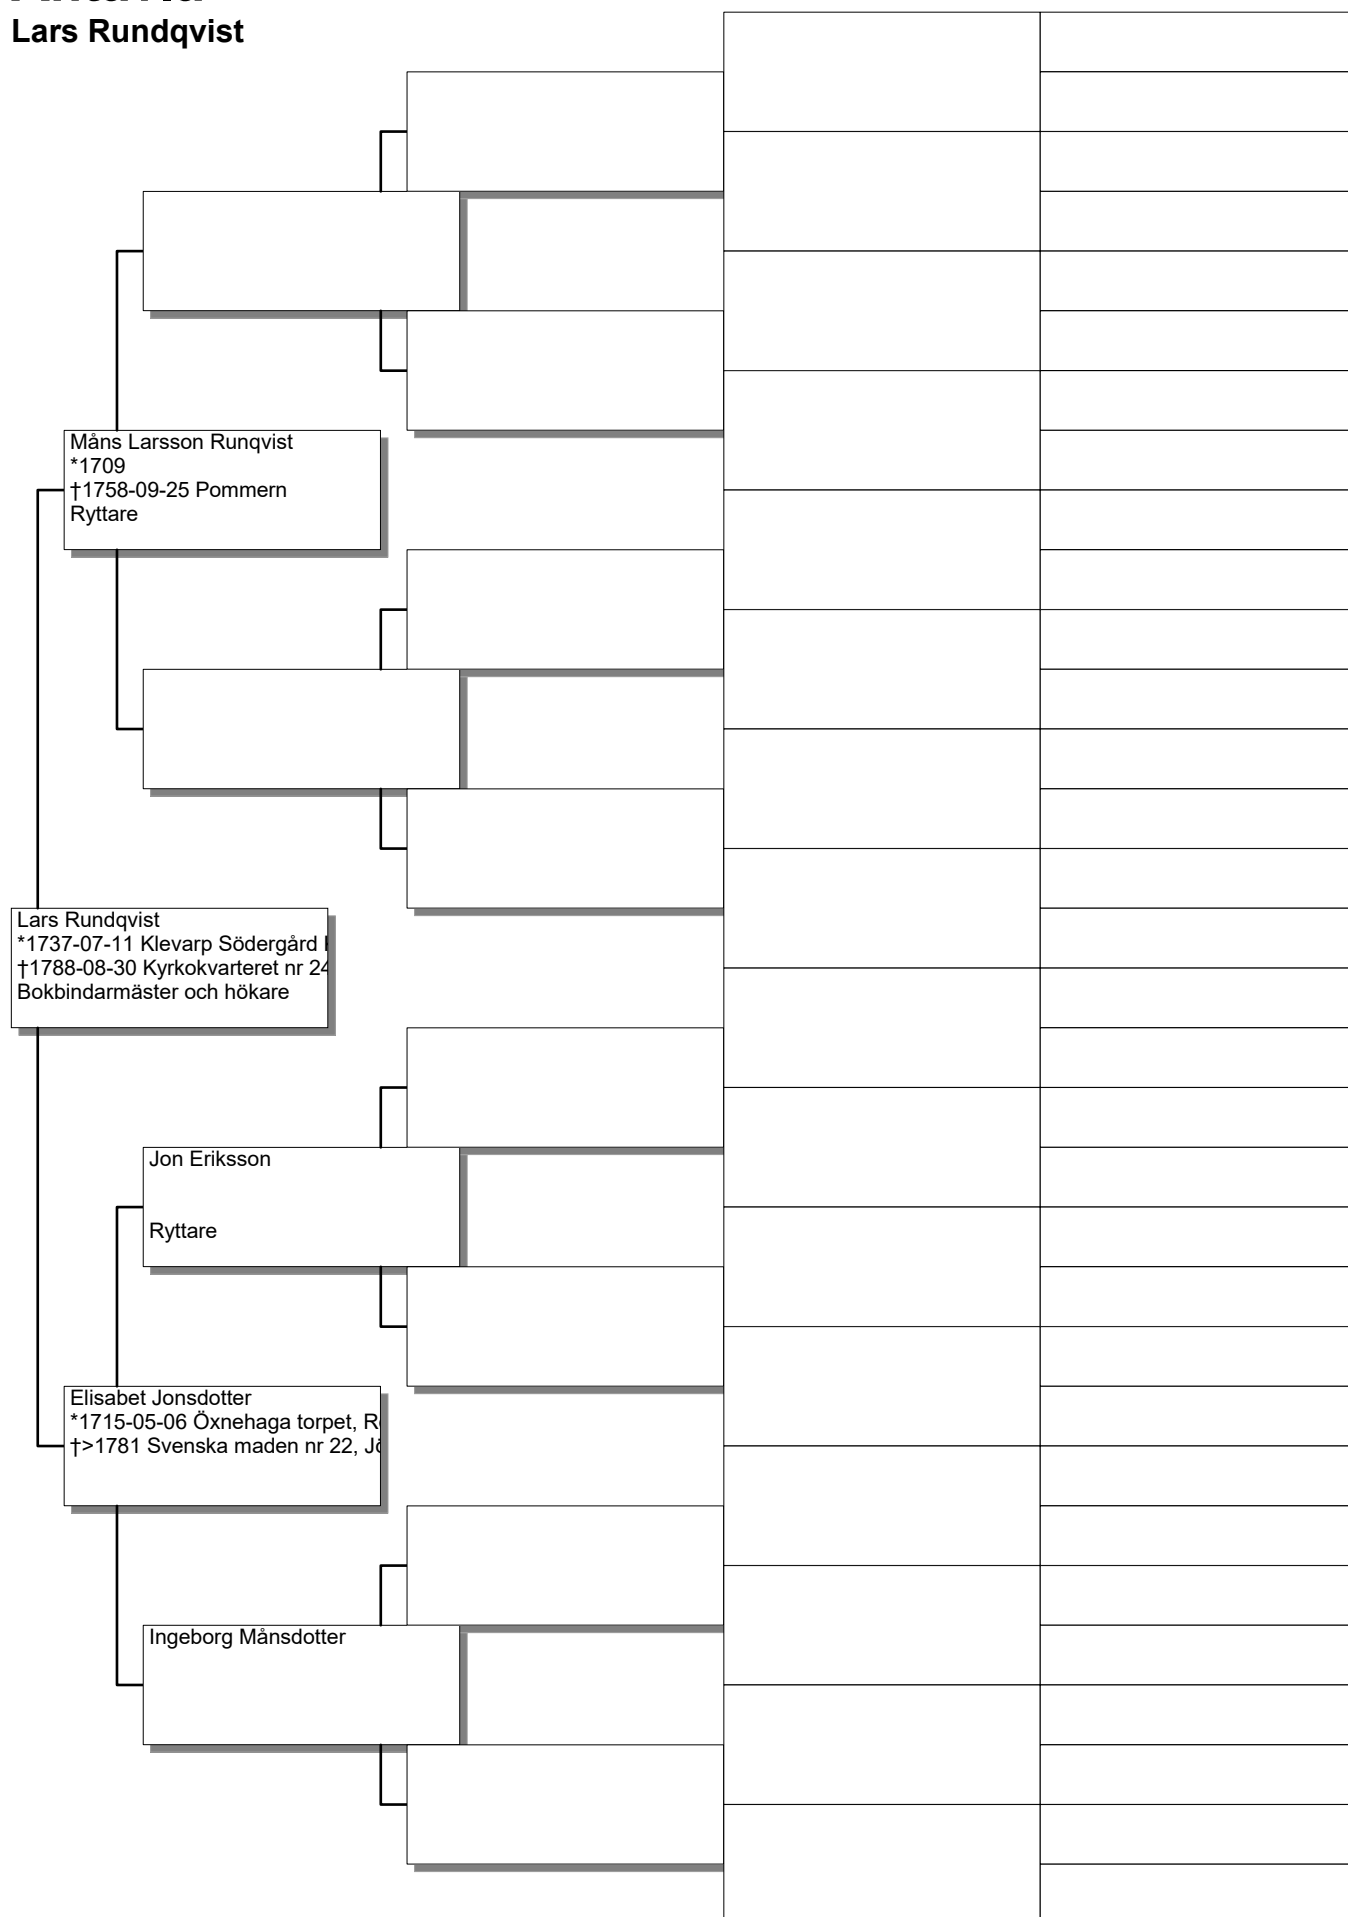 Lars Rundqvist
Måns Larsson Runqvist
*1709
†1758-09-25 Pommern
Ryttare
Lars Rundqvist
*1737-07-11 Klevarp Södergård
†1788-08-30 Kyrkokvarteret nr 24
Bokbindarmäster och hökare
Jon Eriksson
Ryttare
Elisabet Jonsdotter
*1715-05-06 Öxnehaga torpet,
†>1781 Svenska maden nr 22,
Ingeborg Månsdotter